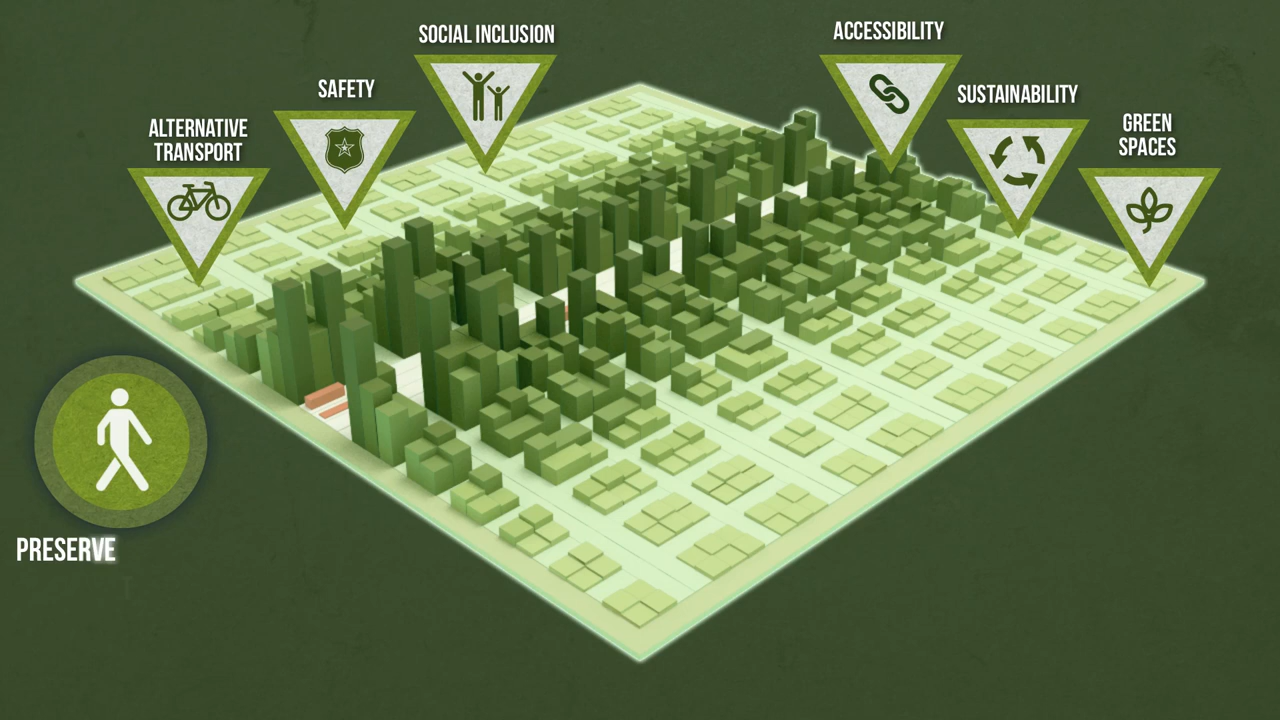 SOCIAL INCLUSION
ACCESSIBILITY
SAFETY
SUSTAINABILITY
ALTERNATIVE
TRANSPORT
GREEN
SPACES
PRESERVE